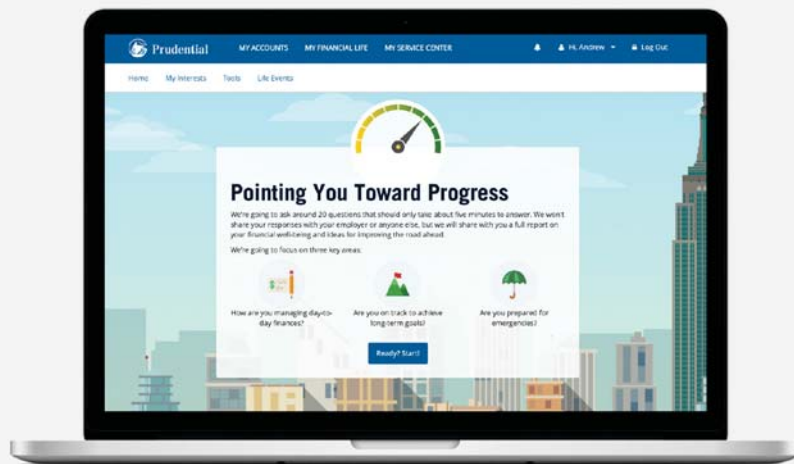 Prudential MY ACCOUNTS MY FINANCIAL LIFE MY SERVICE CENTER Hi, Andrew Log Out
Home My Interests Tools Life Events
Pointing You Toward Progress
We're going to ask around 20 questions that should only take about five minutes to answer. We won't
share your responses with your employer or anyone else, but we will share with you a full report on
your financial well-being and ideas for improving the road ahead.
We're going to focus on three key areas:
How are you managing day-to-
day finances?
Are you on track to achieve
long-term goals?
Are you prepared for
emergencies?
Ready? Start!